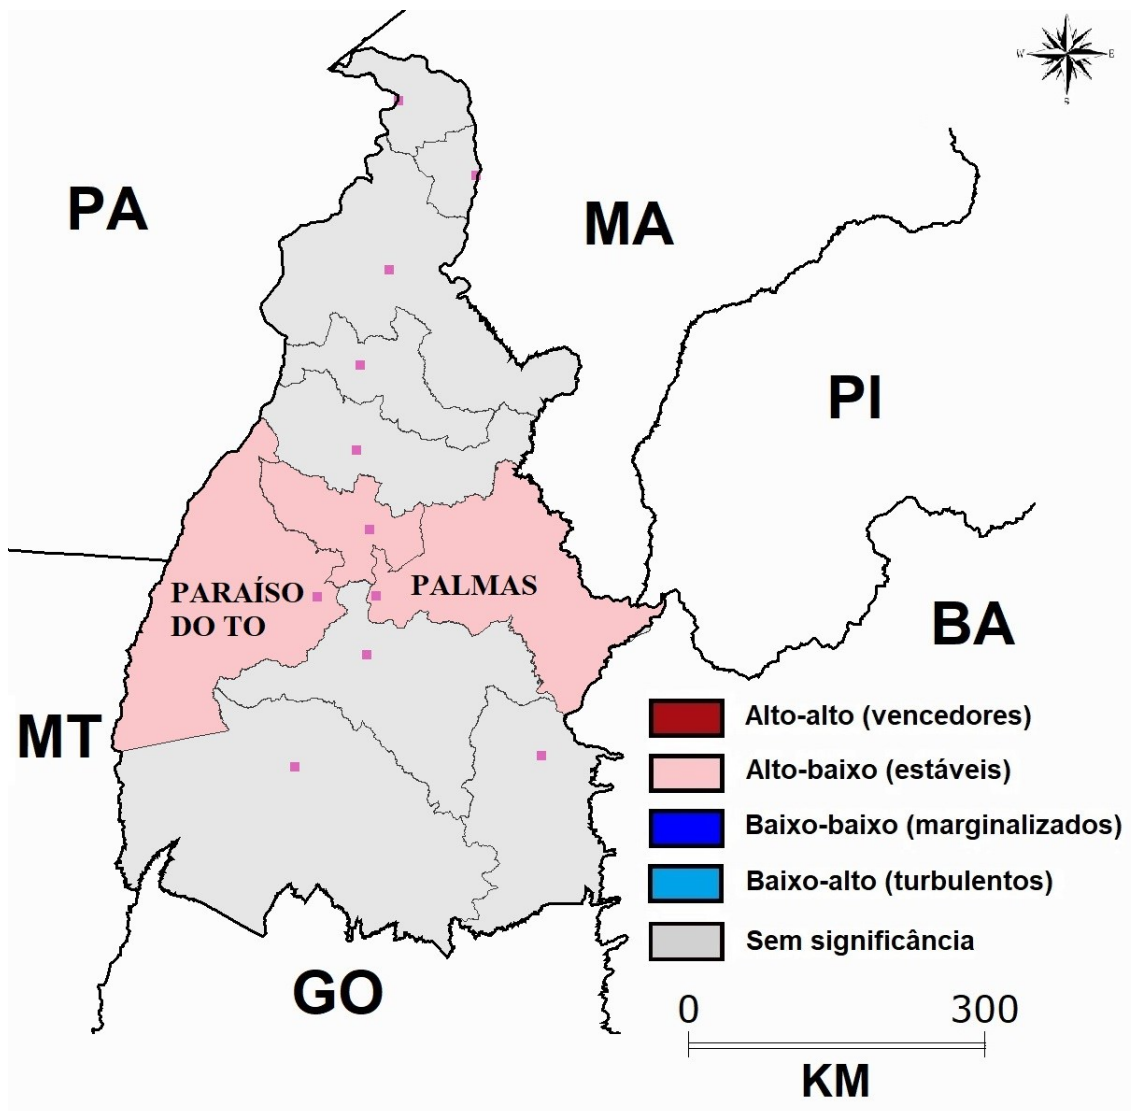 W
E
S
PA
MA
PI
PARAÍSO
DO TO
PALMAS
BA
MT
Alto-alto (vencedores)
Alto-baixo (estáveis)
Baixo-baixo (marginalizados)
Baixo-alto (turbulentos)
Sem significância
GO
0
300
KM